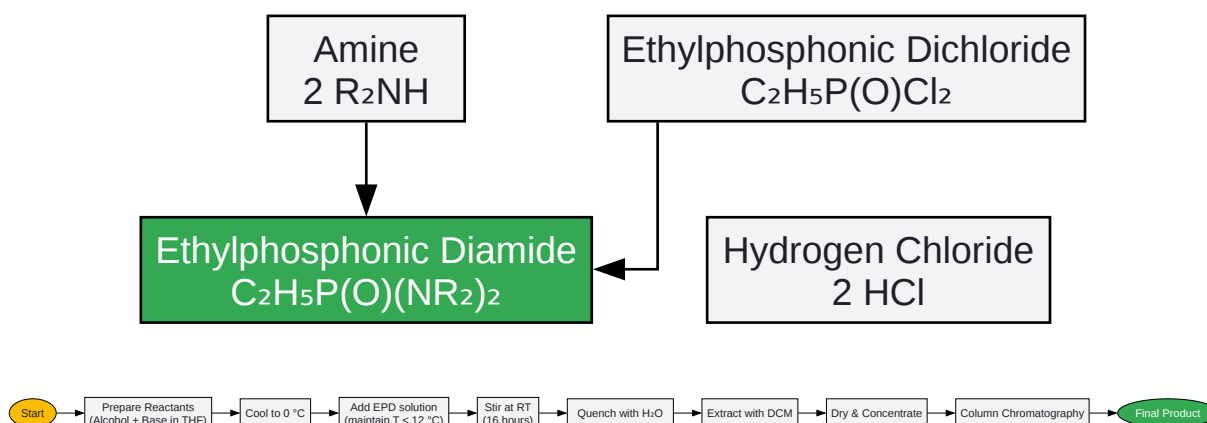 Amine
2 R₂NH
Ethylphosphonic Dichloride
C₂H₅P(O)Cl₂
Ethylphosphonic Diamide
C₂H₅P(O)(NR₂)₂
Hydrogen Chloride
2 HCl
Start
Prepare Reactants
(Alcohol + Base in THF)
Cool to 0 °C
Add EPD solution
(maintain T < 12 °C)
Stir at RT
(16 hours)
Quench with H₂O
Extract with DCM
Dry & Concentrate
Column Chromatography
Final Product